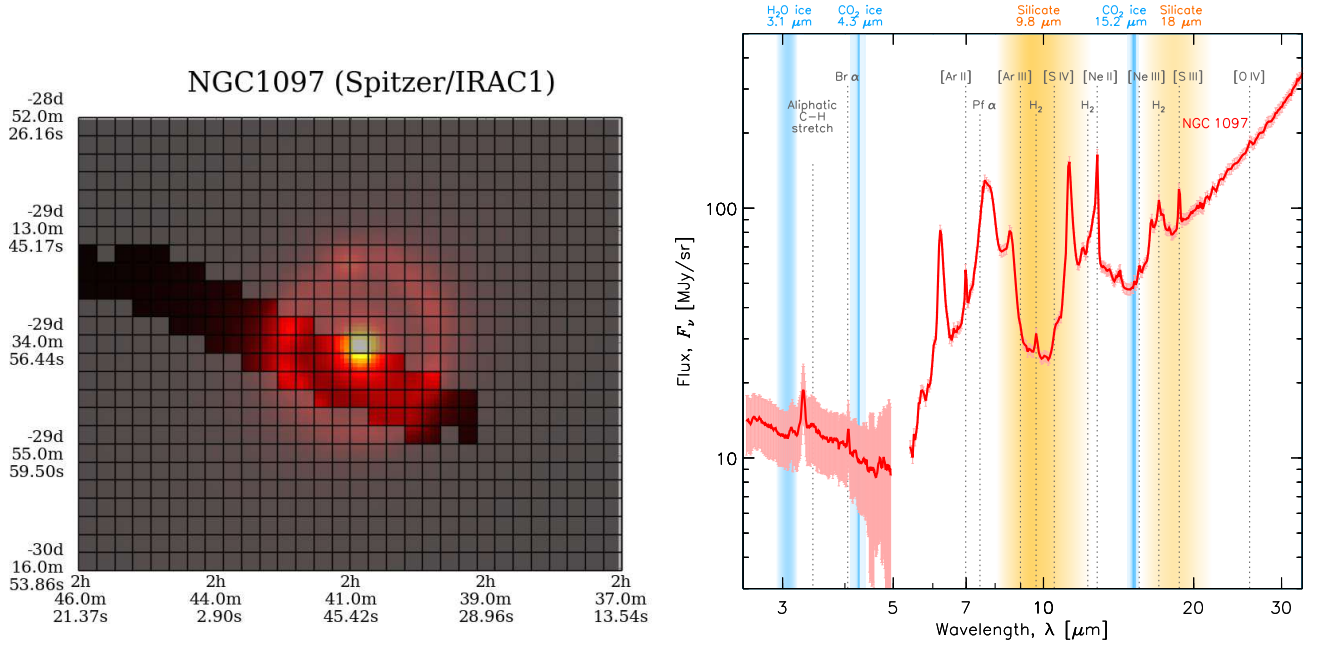 NGC1097 (Spitzer/IRAC1)
-28d
52.0m
26.16s
-29d
13.0m
45.17s
-29d
34.0m
56.44s
-29d
55.0m
59.50s
-30d
16.0m
53.86s
2h
46.0m
21.37s
2h
44.0m
2.90s
2h
41.0m
45.42s
2h
39.0m
28.96s
2h
37.0m
13.54s
H₂O ice
3.1 μm
CO₂ ice
4.3 μm
Silicate
9.8 μm
CO₂ ice
15.2 μm
Silicate
18 μm
Br α
[Ar II]
[Ar III]
[S IV]
[Ne II]
[Ne III]
[S III]
[O IV]
Aliphatic
C–H
stretch
Pf α
H₂
H₂
H₂
NGC 1097
100
10
Flux, Fν [MJy/sr]
3
5
7
10
20
30
Wavelength, λ [μm]